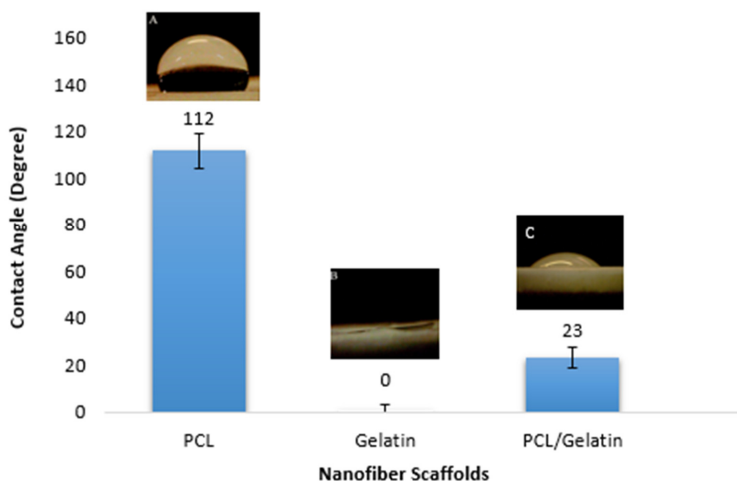 160
140
120
100
80
60
40
20
0
Contact Angle (Degree)
A
112
B
0
C
23
PCL
Gelatin
PCL/Gelatin
Nanofiber Scaffolds